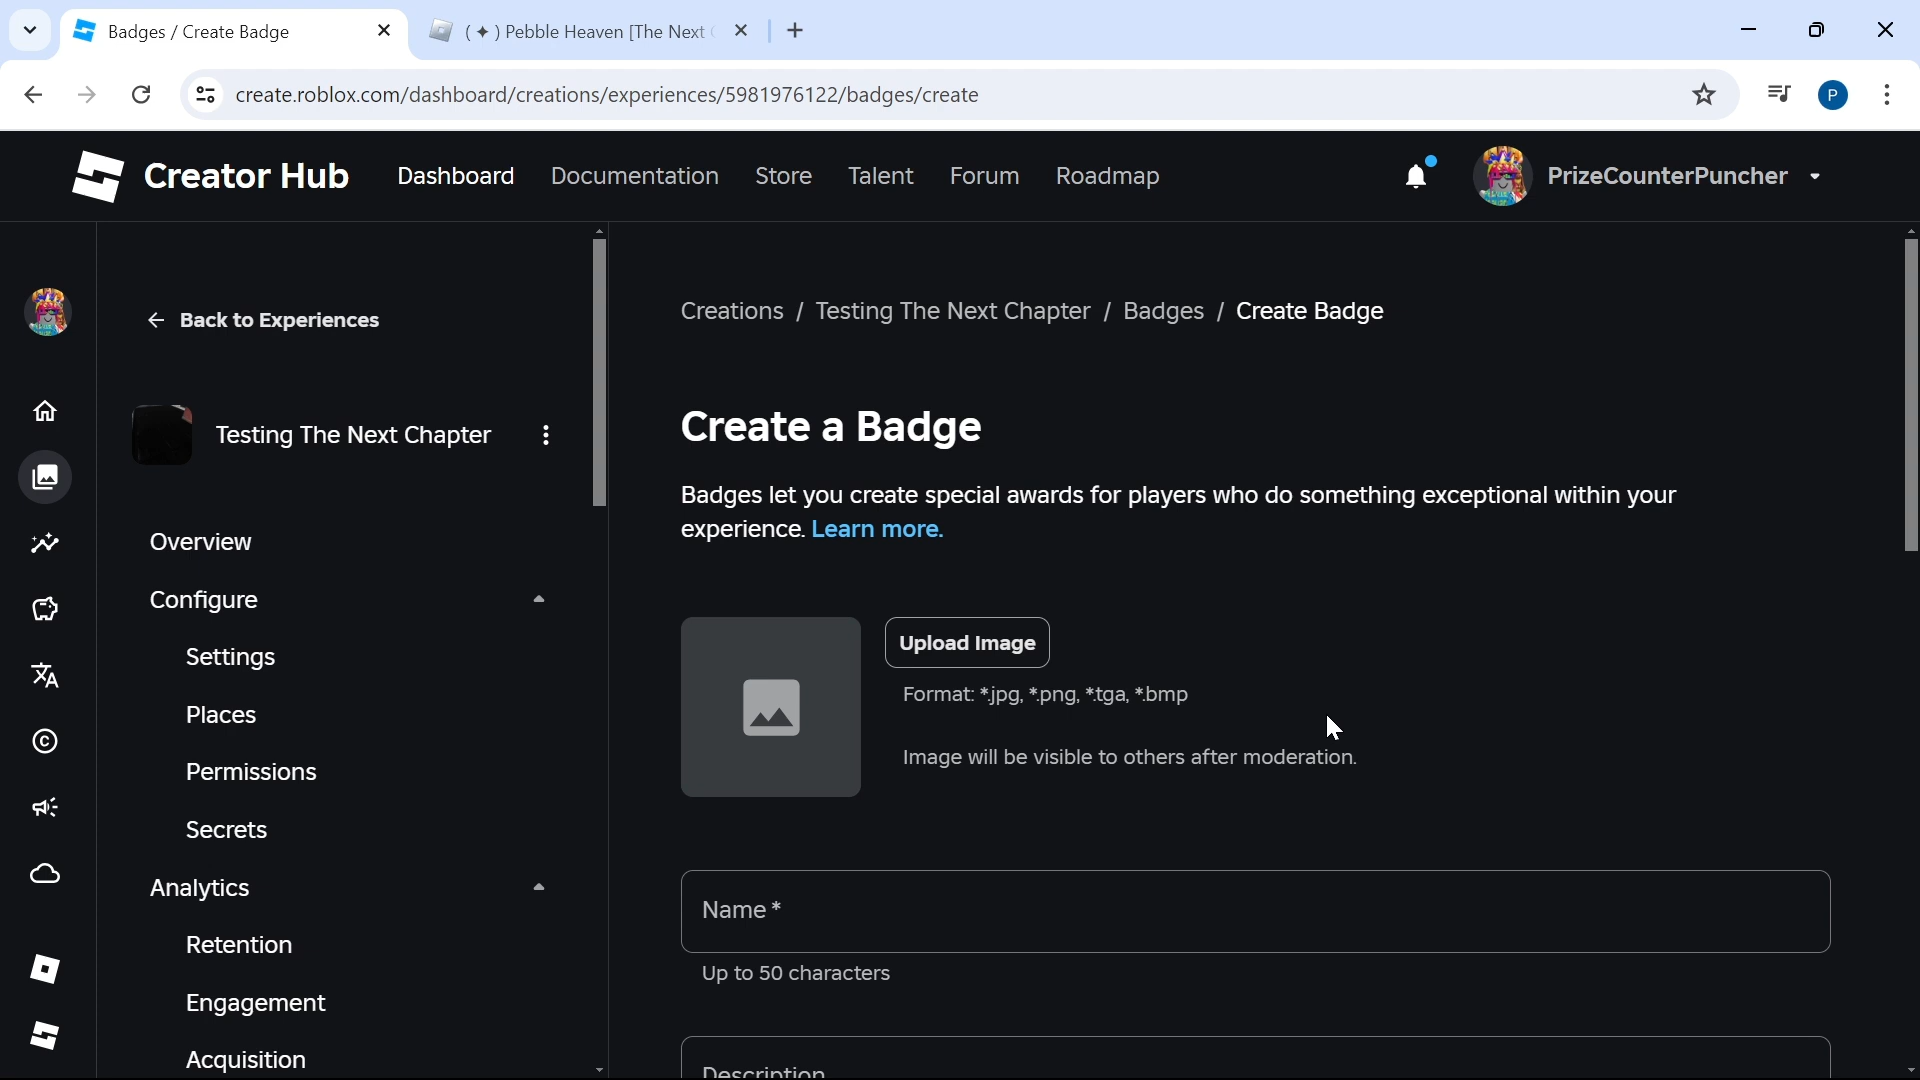 Badges / Create Badge
( ✦ ) Pebble Heaven [The Next
create.roblox.com/dashboard/creations/experiences/5981976122/badges/create
P
Creator Hub
Dashboard
Documentation
Store
Talent
Forum
Roadmap
PrizeCounterPuncher
Back to Experiences
Testing The Next Chapter
Overview
Configure
Settings
Places
Permissions
Secrets
Analytics
Retention
Engagement
Acquisition
Creations / Testing The Next Chapter / Badges / Create Badge
Create a Badge
Badges let you create special awards for players who do something exceptional within your
experience. Learn more.
Upload Image
Format: *.jpg, *.png, *.tga, *.bmp
Image will be visible to others after moderation.
Name *
Up to 50 characters
Description